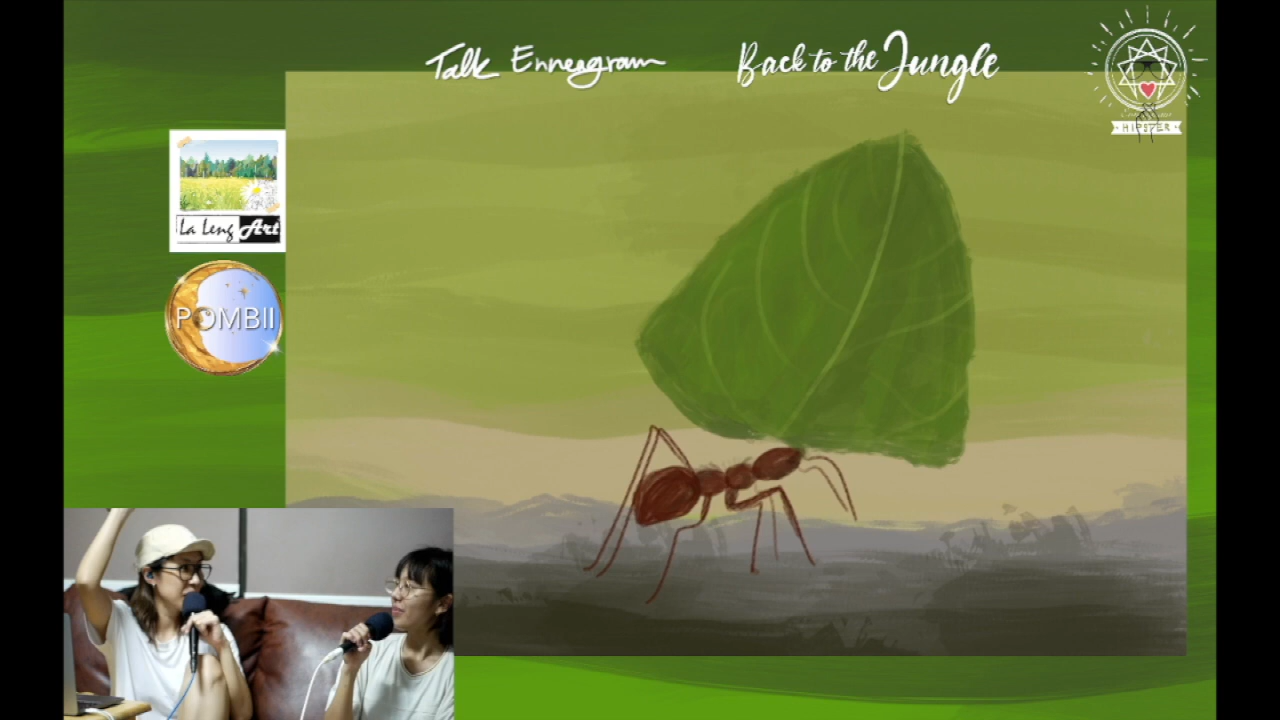 Talk Enneagram
Back to the Jungle
HIPSTER
La Leng Art
POMBII